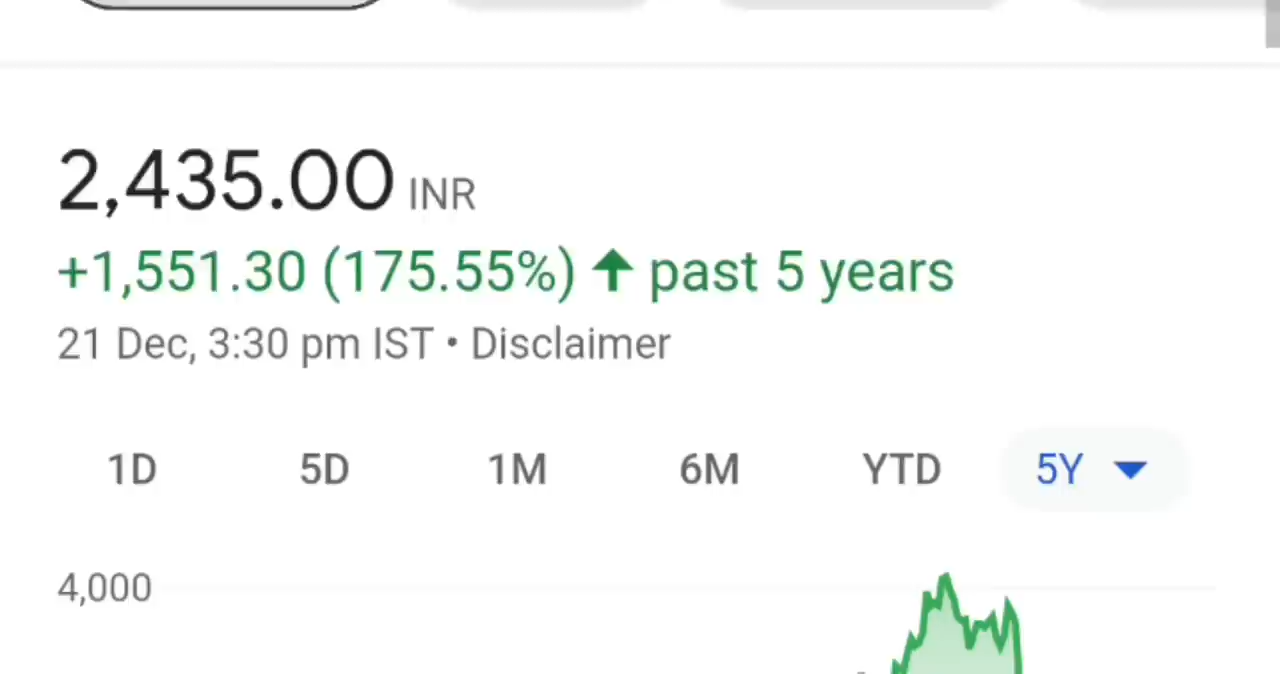 2,435.00 INR
+1,551.30 (175.55%) ↑ past 5 years
21 Dec, 3:30 pm IST • Disclaimer
1D 5D 1M 6M YTD 5Y
4,000